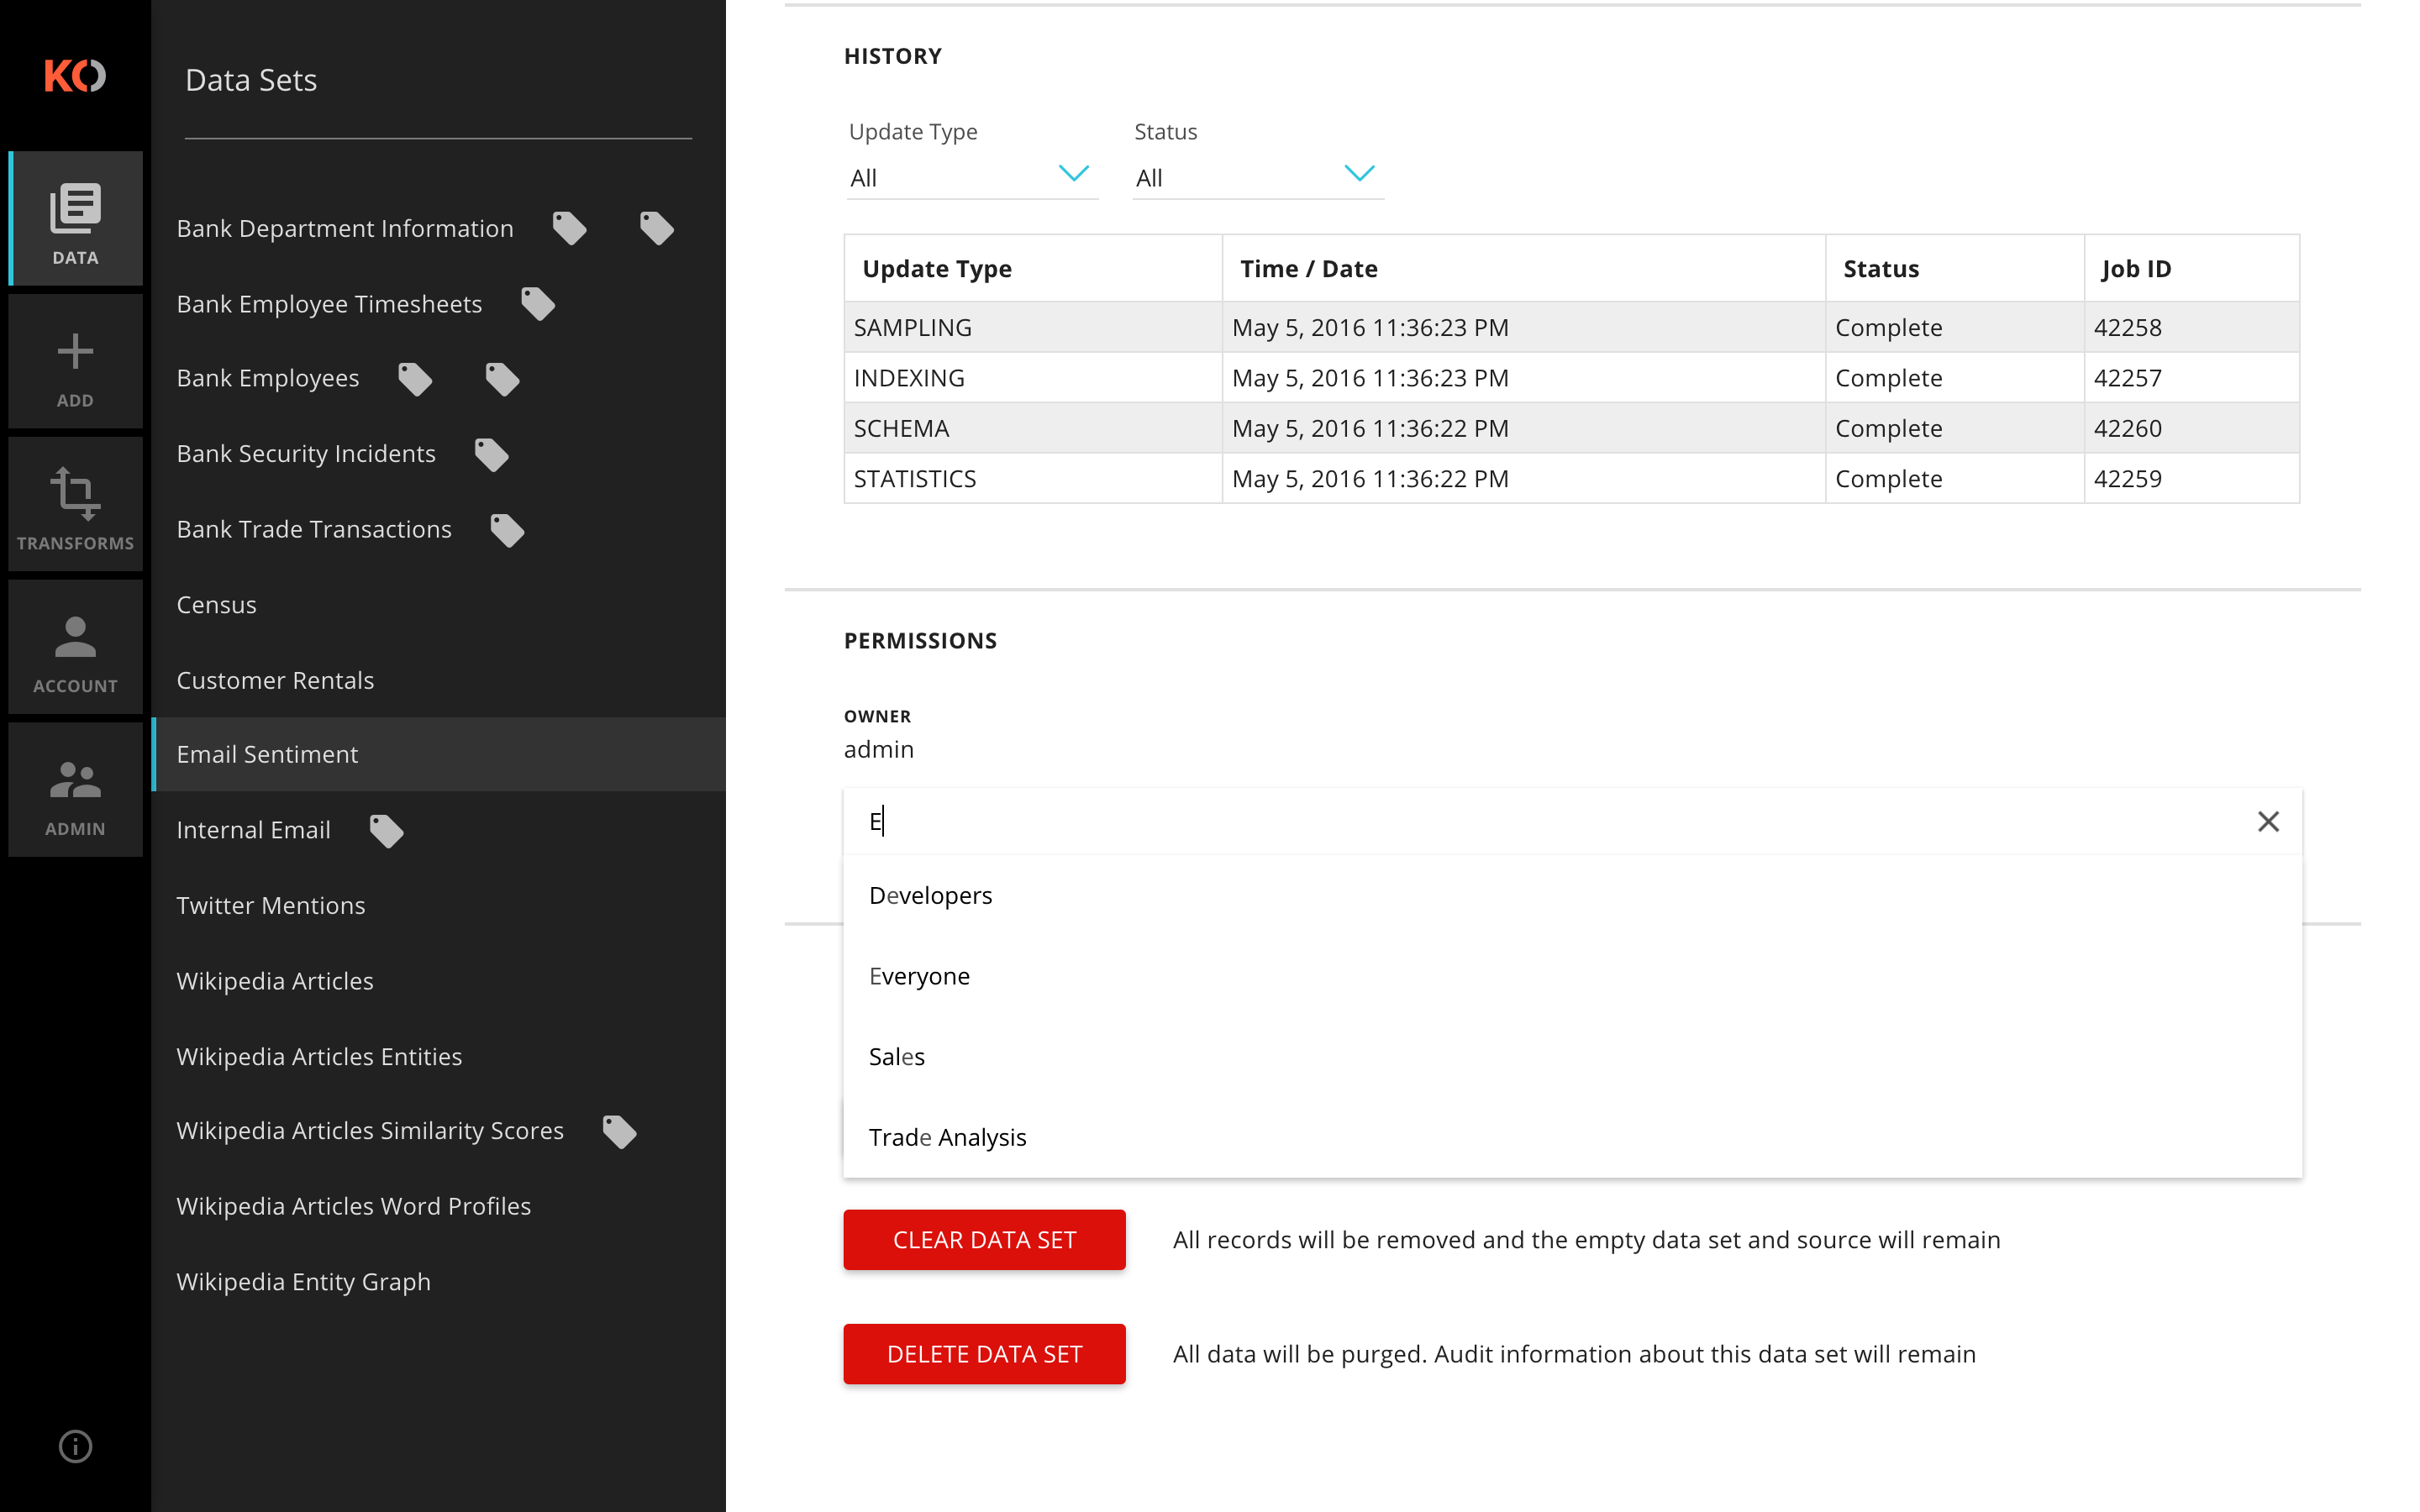 KO
DATA
ADD
TRANSFORMS
ACCOUNT
ADMIN
Data Sets
Bank Department Information
Bank Employee Timesheets
Bank Employees
Bank Security Incidents
Bank Trade Transactions
Census
Customer Rentals
Email Sentiment
Internal Email
Twitter Mentions
Wikipedia Articles
Wikipedia Articles Entities
Wikipedia Articles Similarity Scores
Wikipedia Articles Word Profiles
Wikipedia Entity Graph
HISTORY
Update Type Status
All All
Update Type Time / Date Status Job ID
SAMPLING May 5, 2016 11:36:23 PM Complete 42258
INDEXING May 5, 2016 11:36:23 PM Complete 42257
SCHEMA May 5, 2016 11:36:22 PM Complete 42260
STATISTICS May 5, 2016 11:36:22 PM Complete 42259
PERMISSIONS
OWNER
admin
E
Developers
Everyone
Sales
Trade Analysis
CLEAR DATA SET All records will be removed and the empty data set and source will remain
DELETE DATA SET All data will be purged. Audit information about this data set will remain